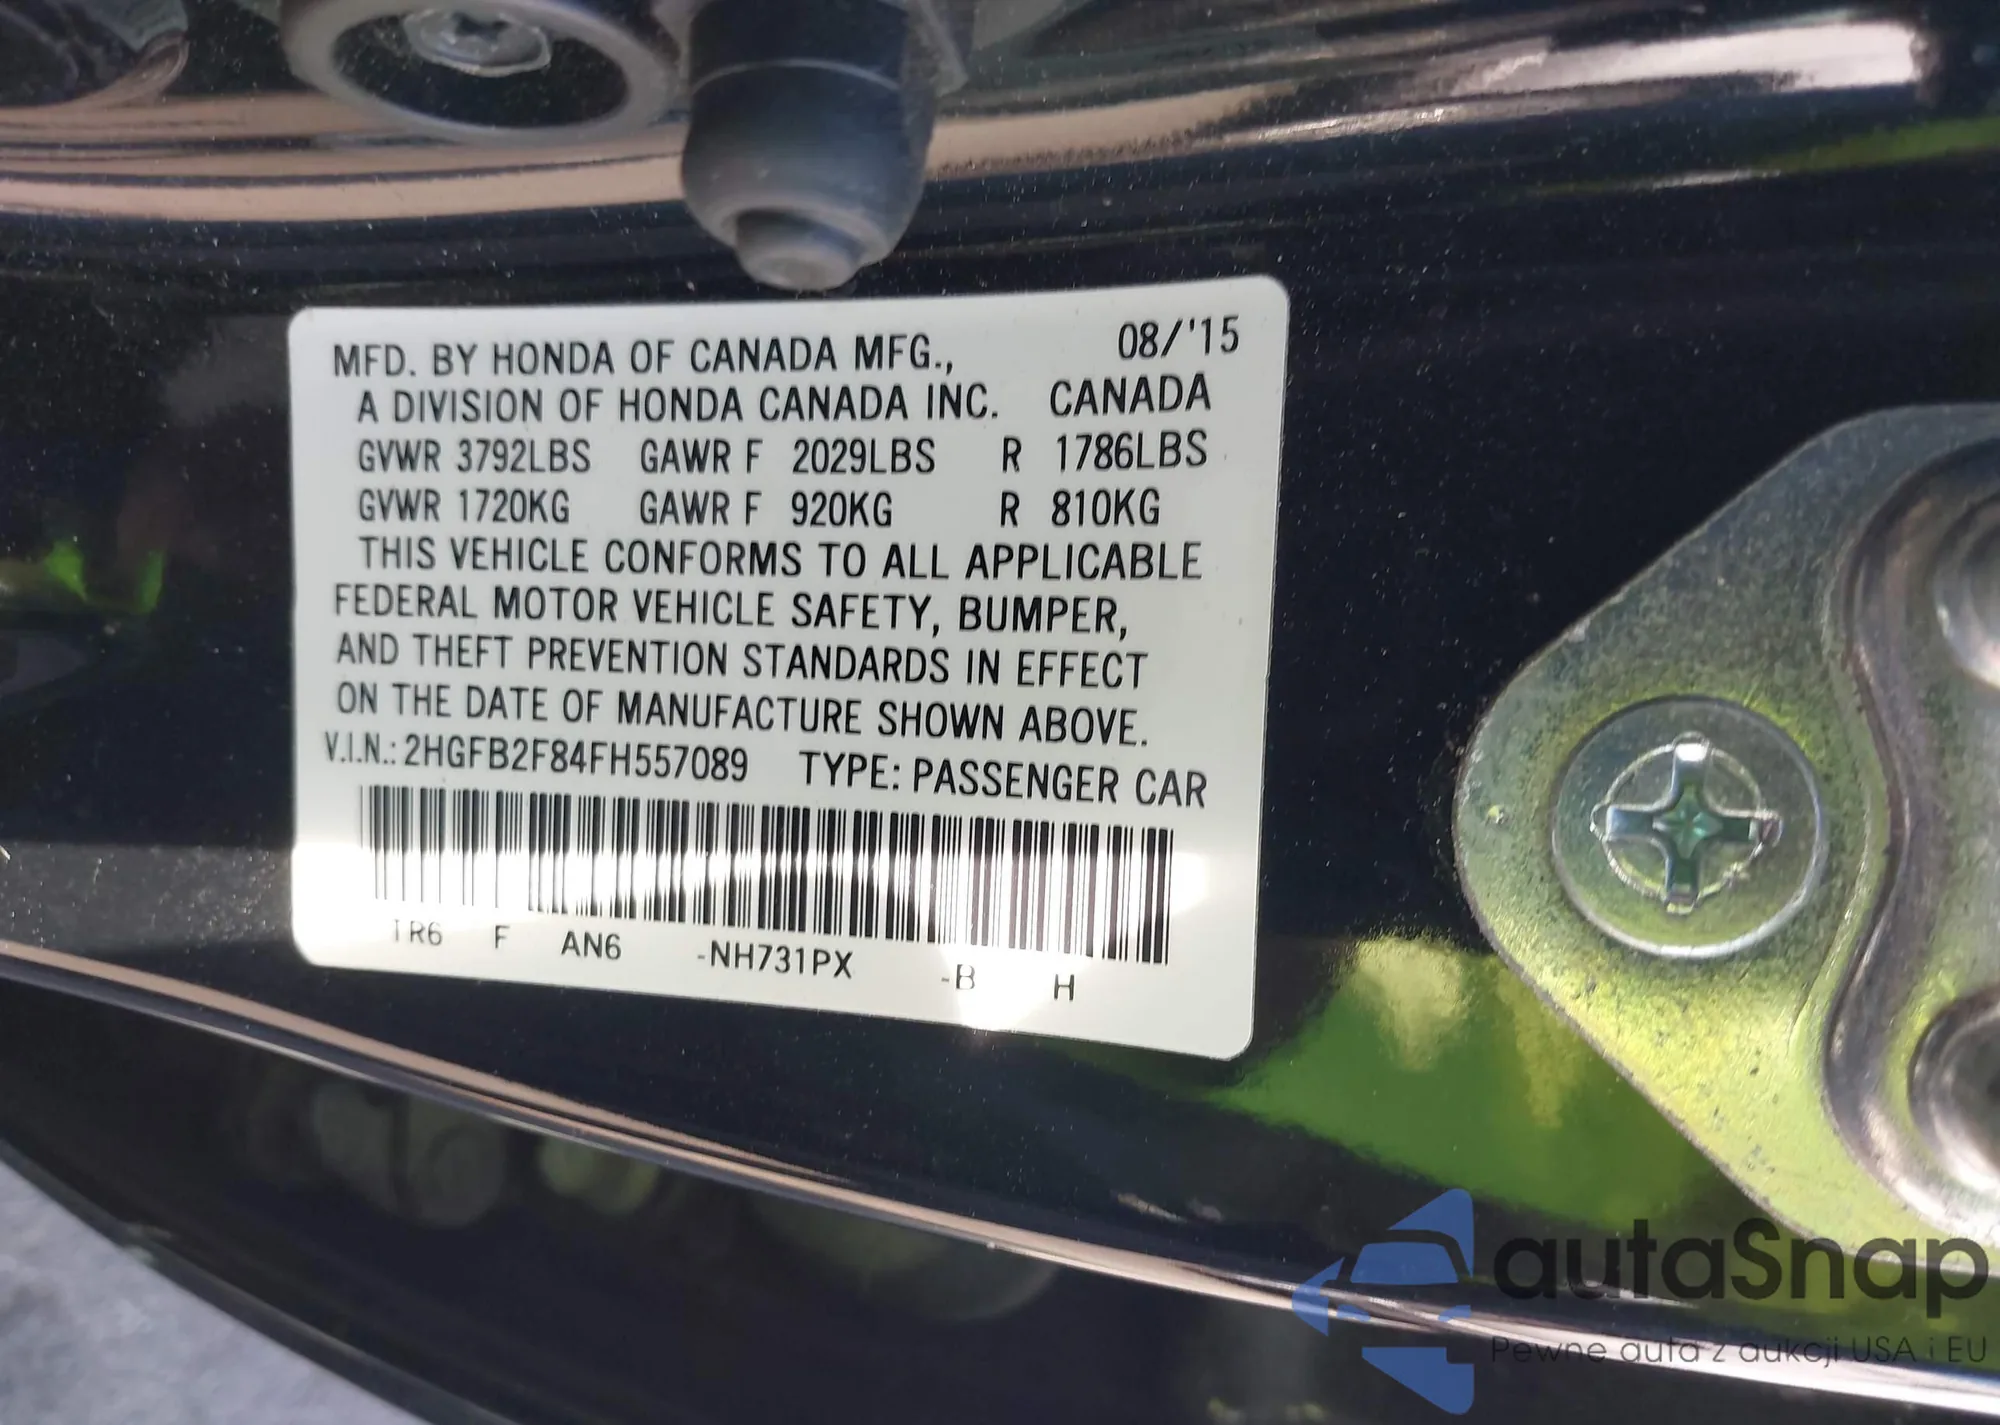 MFD. BY HONDA OF CANADA MFG., 08/'15
A DIVISION OF HONDA CANADA INC. CANADA
GVWR 3792LBS GAWR F 2029LBS R 1786LBS
GVWR 1720KG GAWR F 920KG R 810KG
THIS VEHICLE CONFORMS TO ALL APPLICABLE
FEDERAL MOTOR VEHICLE SAFETY, BUMPER,
AND THEFT PREVENTION STANDARDS IN EFFECT
ON THE DATE OF MANUFACTURE SHOWN ABOVE.
V.I.N.: 2HGFB2F84FH557089 TYPE: PASSENGER CAR
TR6 F AN6 -NH731PX -B H
autaSnap
Pewne auta z aukcji USA i EU